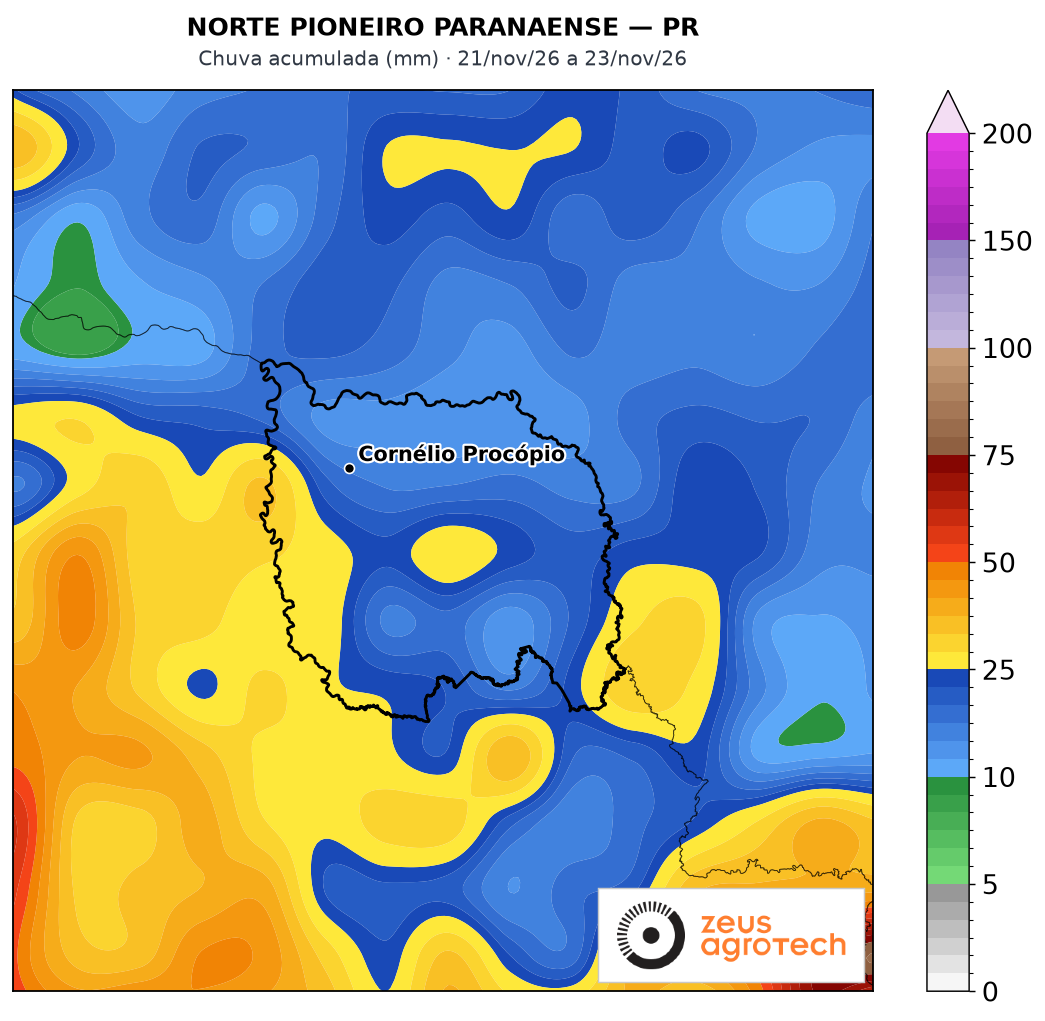 NORTE PIONEIRO PARANAENSE — PR
Chuva acumulada (mm) · 21/nov/26 a 23/nov/26
200
150
100
75
50
25
10
5
0
Cornélio Procópio
zeus
agrotech